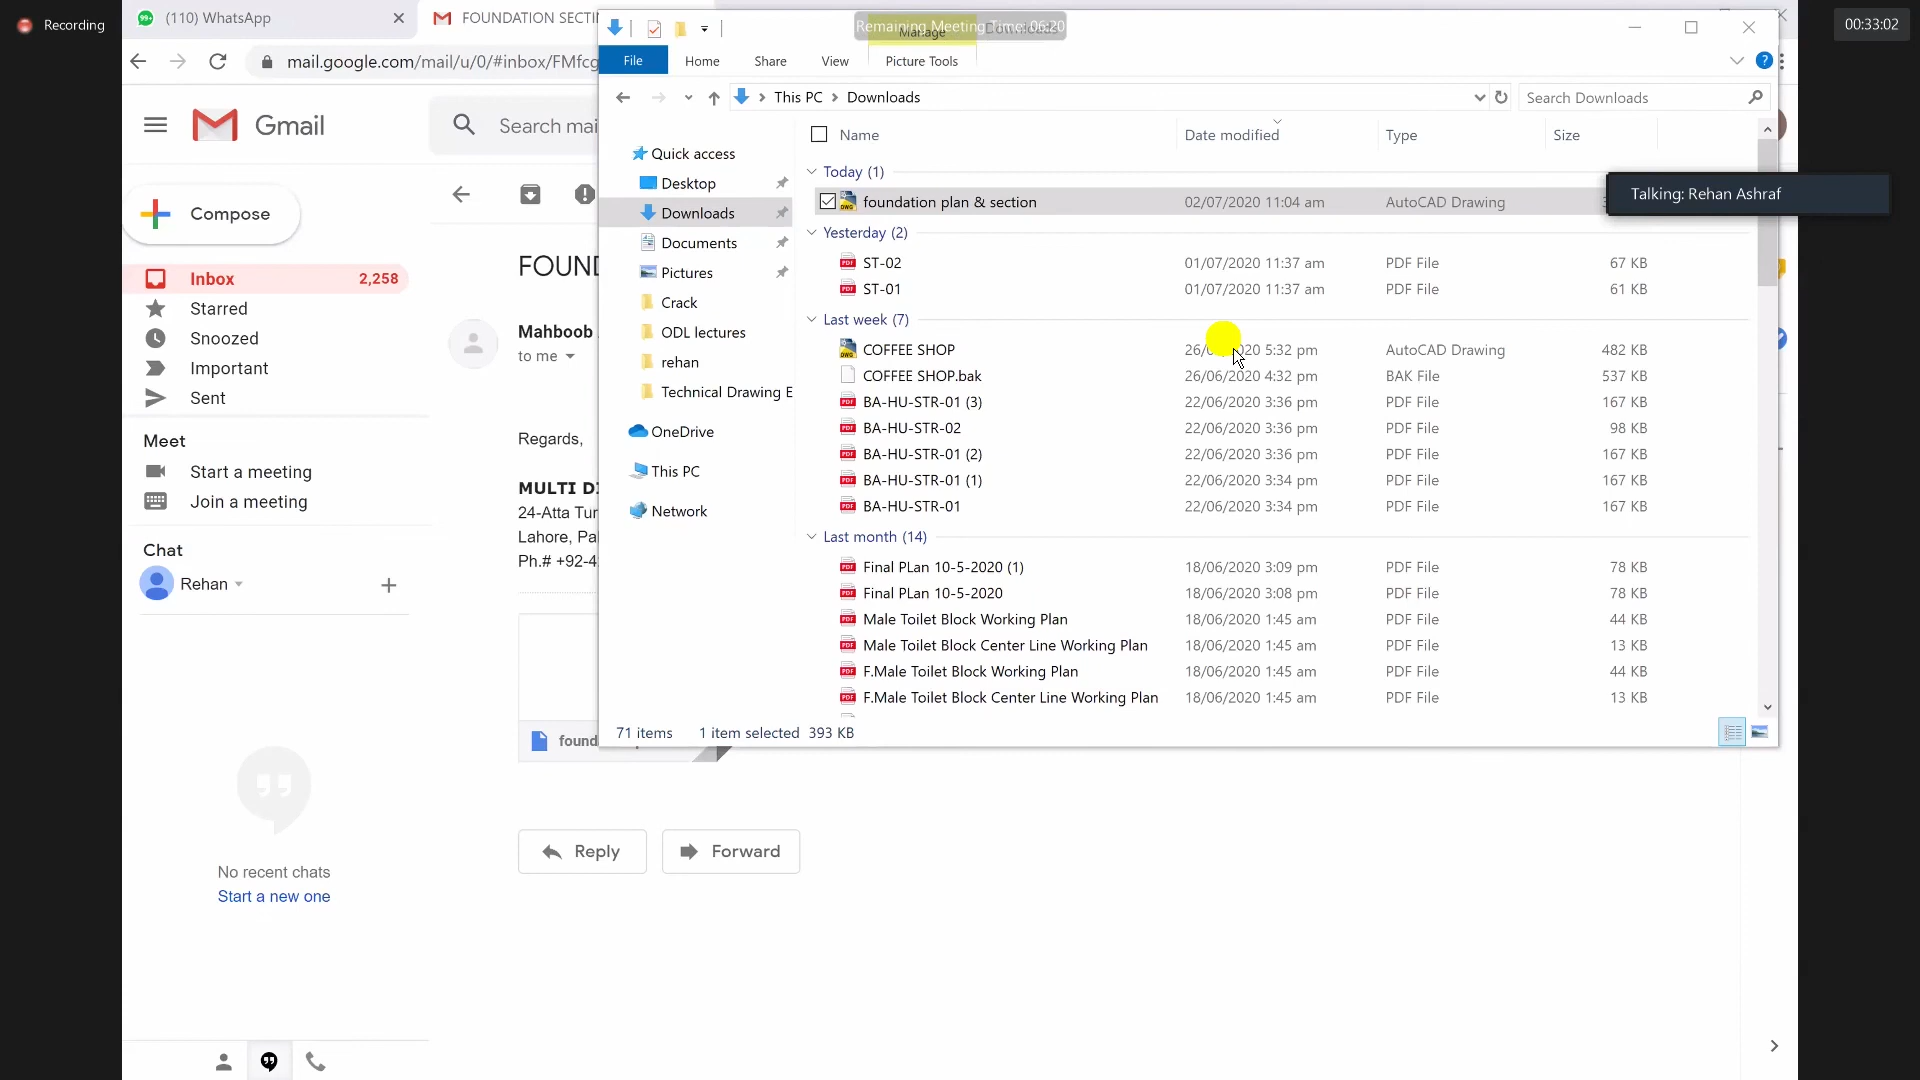 Recording
(110) WhatsApp
FOUNDATION SECTI
Remaining Meeting Time: 06:20
Manage
00:33:02
mail.google.com/mail/u/0/#inbox/FMfcg
File
Home
Share
View
Picture Tools
This PC
Downloads
Search Downloads
Gmail
Search mai
Compose
Inbox
2,258
Starred
Snoozed
Important
Sent
Meet
Start a meeting
Join a meeting
Chat
Rehan
No recent chats
Start a new one
FOUND
Mahboob
to me
Regards,
MULTI DI
24-Atta Tur
Lahore, Pa
Ph.# +92-4
found
Reply
Forward
Quick access
Desktop
Downloads
Documents
Pictures
Crack
ODL lectures
rehan
Technical Drawing E
OneDrive
This PC
Network
Name
Date modified
Type
Size
Today (1)
foundation plan & section 02/07/2020 11:04 am AutoCAD Drawing
Talking: Rehan Ashraf
Yesterday (2)
ST-02 01/07/2020 11:37 am PDF File 67 KB
ST-01 01/07/2020 11:37 am PDF File 61 KB
Last week (7)
COFFEE SHOP 26/ 20 5:32 pm AutoCAD Drawing 482 KB
COFFEE SHOP.bak 26/06/2020 4:32 pm BAK File 537 KB
BA-HU-STR-01 (3) 22/06/2020 3:36 pm PDF File 167 KB
BA-HU-STR-02 22/06/2020 3:36 pm PDF File 98 KB
BA-HU-STR-01 (2) 22/06/2020 3:36 pm PDF File 167 KB
BA-HU-STR-01 (1) 22/06/2020 3:34 pm PDF File 167 KB
BA-HU-STR-01 22/06/2020 3:34 pm PDF File 167 KB
Last month (14)
Final PLan 10-5-2020 (1) 18/06/2020 3:09 pm PDF File 78 KB
Final PLan 10-5-2020 18/06/2020 3:08 pm PDF File 78 KB
Male Toilet Block Working Plan 18/06/2020 1:45 am PDF File 44 KB
Male Toilet Block Center Line Working Plan 18/06/2020 1:45 am PDF File 13 KB
F.Male Toilet Block Working Plan 18/06/2020 1:45 am PDF File 44 KB
F.Male Toilet Block Center Line Working Plan 18/06/2020 1:45 am PDF File 13 KB
71 items 1 item selected 393 KB